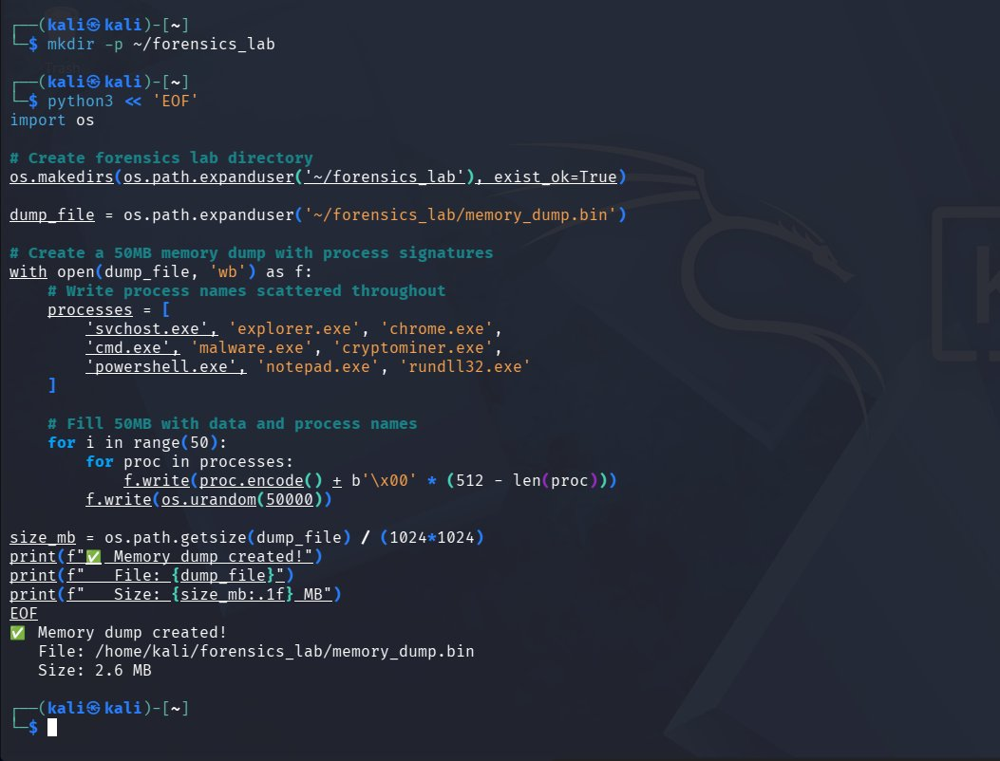 ┌──(kali㉿kali)-[~]
└─$ mkdir -p ~/forensics_lab
┌──(kali㉿kali)-[~]
└─$ python3 << 'EOF'
import os
# Create forensics lab directory
os.makedirs(os.path.expanduser('~/forensics_lab'), exist_ok=True)
dump_file = os.path.expanduser('~/forensics_lab/memory_dump.bin')
# Create a 50MB memory dump with process signatures
with open(dump_file, 'wb') as f:
    # Write process names scattered throughout
    processes = [
        'svchost.exe', 'explorer.exe', 'chrome.exe',
        'cmd.exe', 'malware.exe', 'cryptominer.exe',
        'powershell.exe', 'notepad.exe', 'rundll32.exe'
    ]
    # Fill 50MB with data and process names
    for i in range(50):
        for proc in processes:
            f.write(proc.encode() + b'\x00' * (512 - len(proc)))
        f.write(os.urandom(50000))
size_mb = os.path.getsize(dump_file) / (1024*1024)
print(f"✅ Memory dump created!")
print(f"   File: {dump_file}")
print(f"   Size: {size_mb:.1f} MB")
EOF
✅ Memory dump created!
   File: /home/kali/forensics_lab/memory_dump.bin
   Size: 2.6 MB
┌──(kali㉿kali)-[~]
└─$